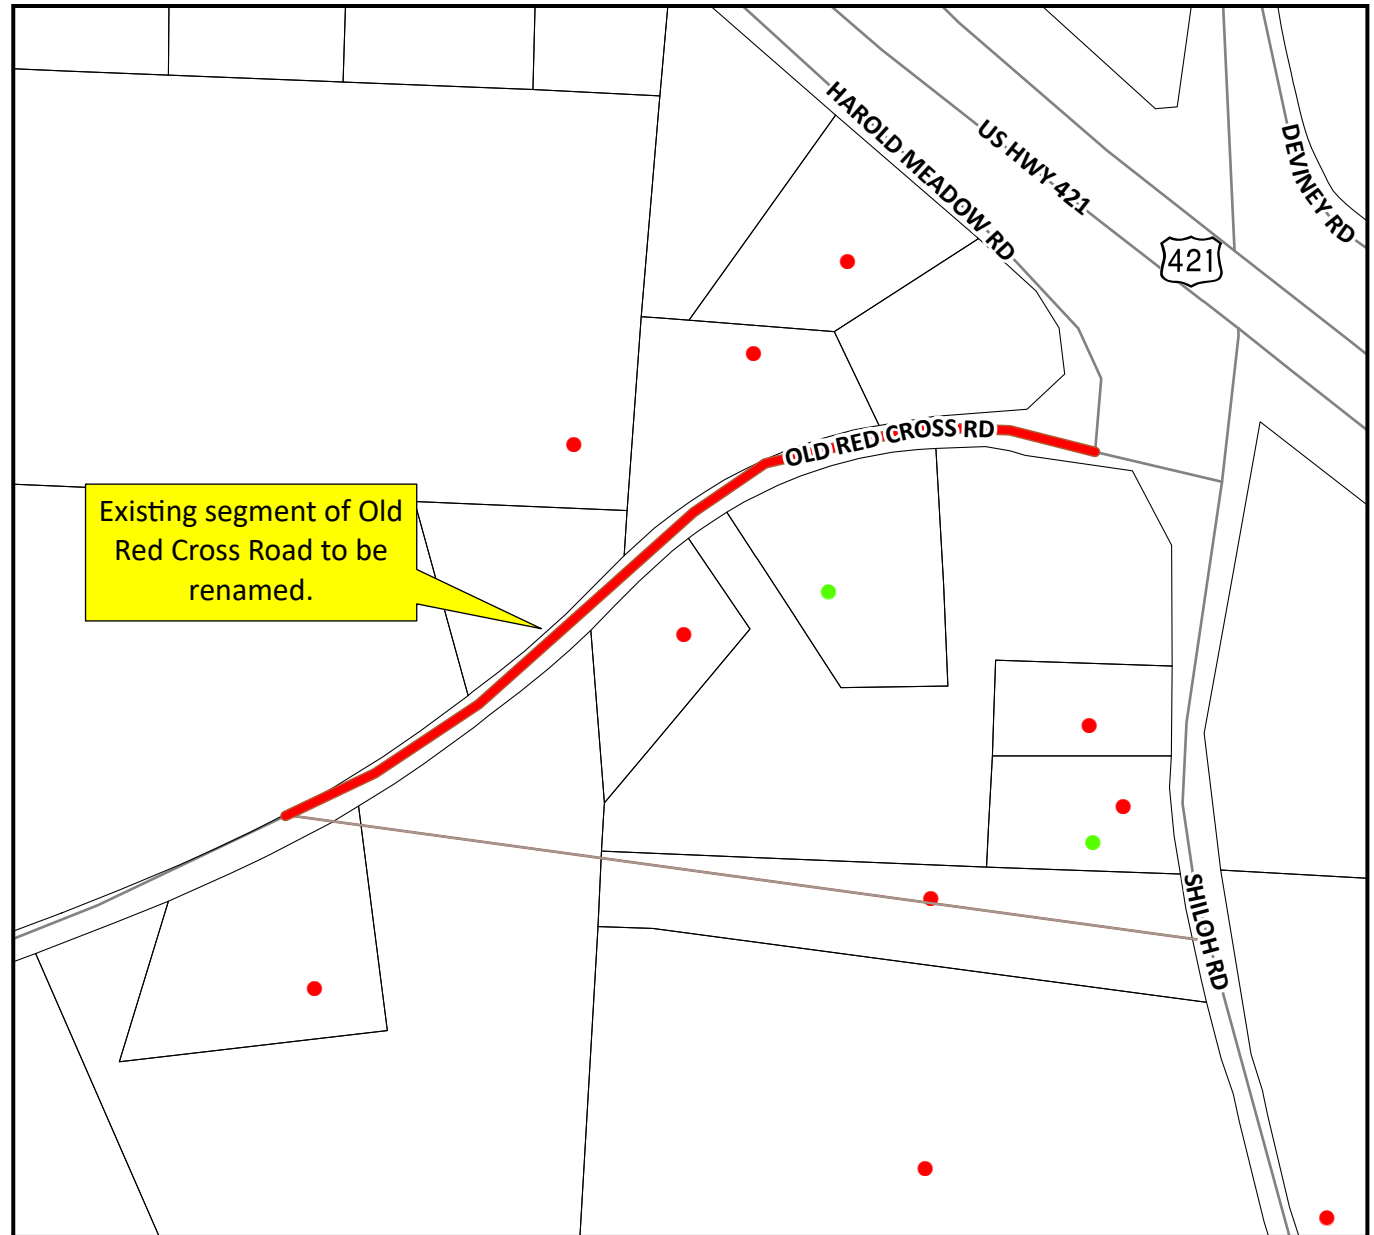 HAROLD MEADOW RD
US HWY 421
DEVINEY RD
421
OLD RED CROSS RD
Existing segment of Old
Red Cross Road to be
renamed.
SHILOH RD